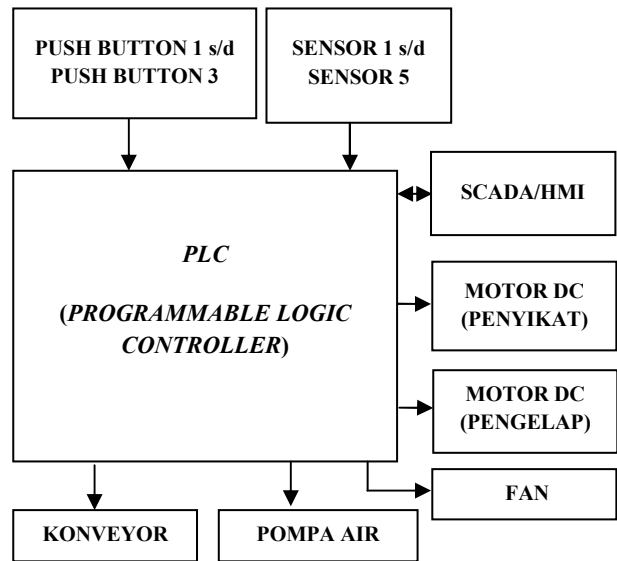 PUSH BUTTON 1 s/d
PUSH BUTTON 3
SENSOR 1 s/d
SENSOR 5
SCADA/HMI
PLC
(PROGRAMMABLE LOGIC
CONTROLLER)
MOTOR DC
(PENYIKAT)
MOTOR DC
(PENGELAP)
FAN
KONVEYOR
POMPA AIR